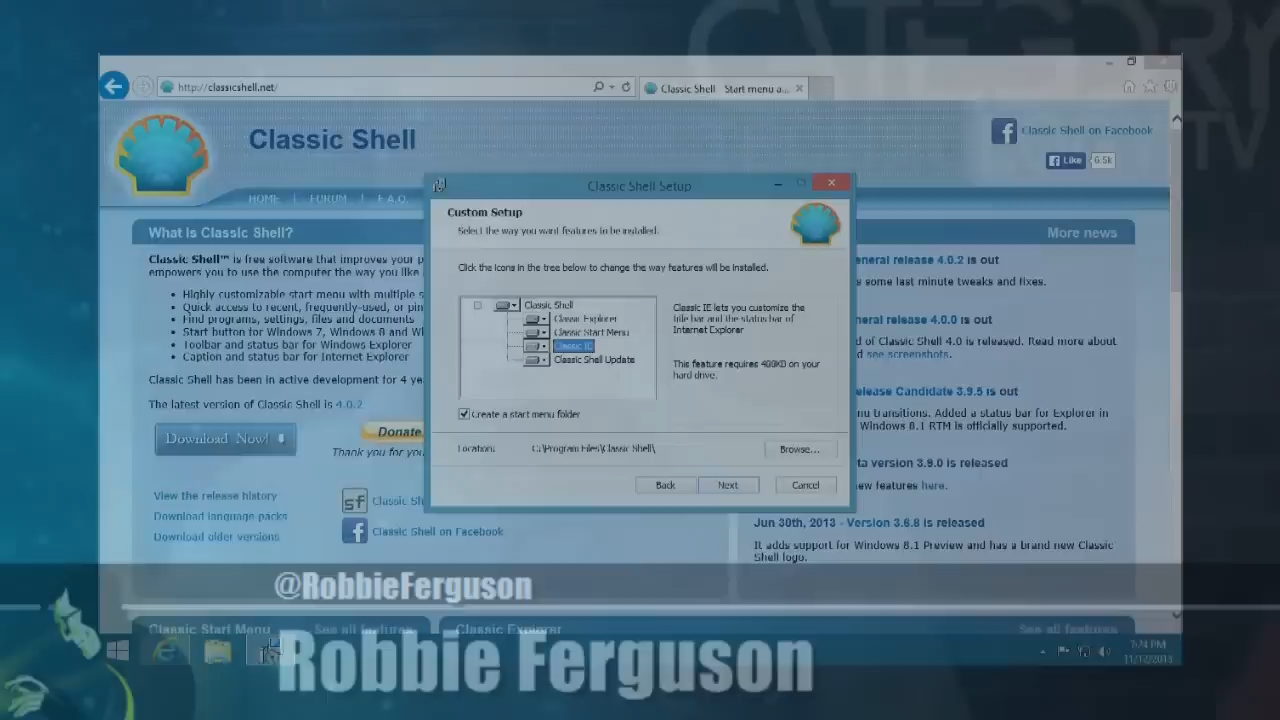 CATEGORY
TV
http://classicshell.net/
Classic Shell - Start menu a...
Classic Shell
Classic Shell on Facebook
Like 6.5k
HOME | FORUM | F.A.Q.
What is Classic Shell?
Classic Shell™ is free software that improves your p
empowers you to use the computer the way you like
Highly customizable start menu with multiple s
Quick access to recent, frequently-used, or pin
Find programs, settings, files and documents
Start button for Windows 7, Windows 8 and Wi
Toolbar and status bar for Windows Explorer
Caption and status bar for Internet Explorer
Classic Shell has been in active development for 4 ye
The latest version of Classic Shell is 4.0.2
Download Now!
Donate
Thank you for you
View the release history
Download language packs
Download older versions
sf Classic Sh
Classic Shell on Facebook
Classic Shell Setup
Custom Setup
Select the way you want features to be installed.
Click the icons in the tree below to change the way features will be installed.
Classic Shell
Classic Explorer
Classic Start Menu
Classic IE
Classic Shell Update
Classic IE lets you customize the
title bar and the status bar of
Internet Explorer
This feature requires 489KB on your
hard drive.
Create a start menu folder
Location: C:\Program Files\Classic Shell\
Browse...
Back Next Cancel
More news
eneral release 4.0.2 is out
some last minute tweaks and fixes.
neral release 4.0.0 is out
d of Classic Shell 4.0 is released. Read more about
d see screenshots.
elease Candidate 3.9.5 is out
nu transitions. Added a status bar for Explorer in
Windows 8.1 RTM is officially supported.
ta version 3.9.0 is released
ew features here.
Jun 30th, 2013 - Version 3.6.8 is released
It adds support for Windows 8.1 Preview and has a brand new Classic
Shell logo.
@RobbieFerguson
Classic Start Menu See all features
Classic Explorer See all features
Robbie Ferguson
7:24 PM
11/12/2013